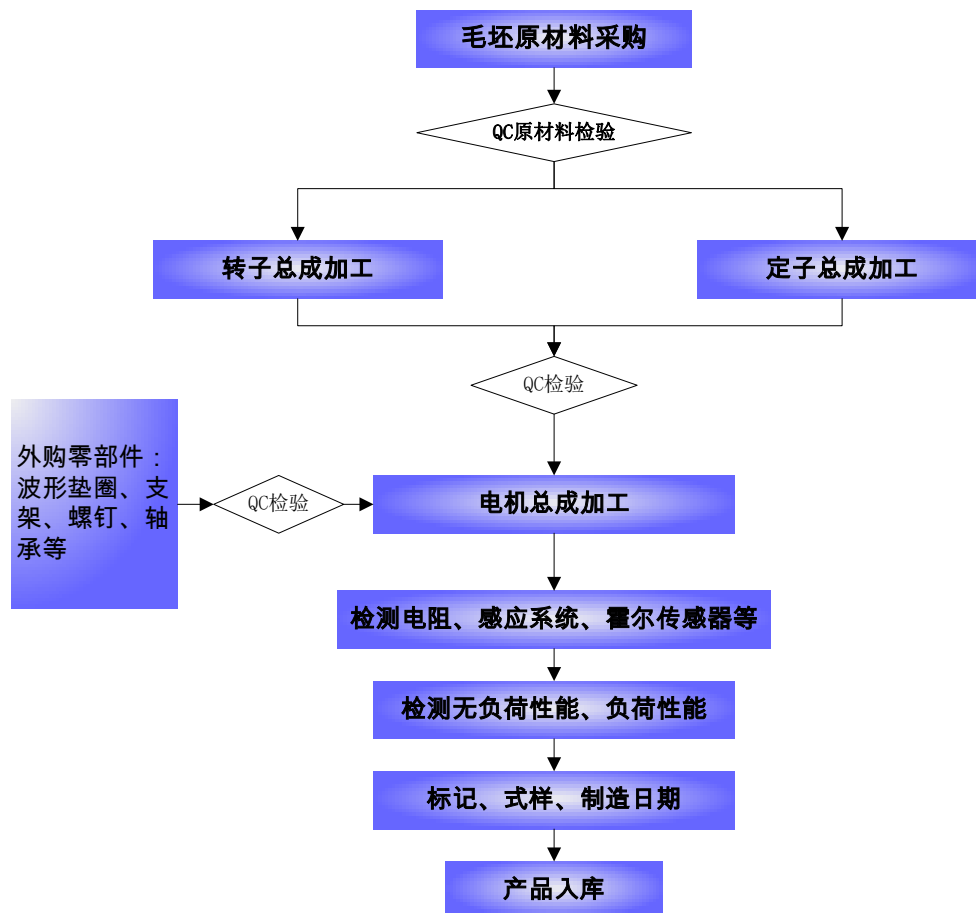 毛坯原材料采购
QC原材料检验
转子总成加工
定子总成加工
QC检验
外购零部件：
波形垫圈、支
架、螺钉、轴
承等
QC检验
电机总成加工
检测电阻、感应系统、霍尔传感器等
检测无负荷性能、负荷性能
标记、式样、制造日期
产品入库